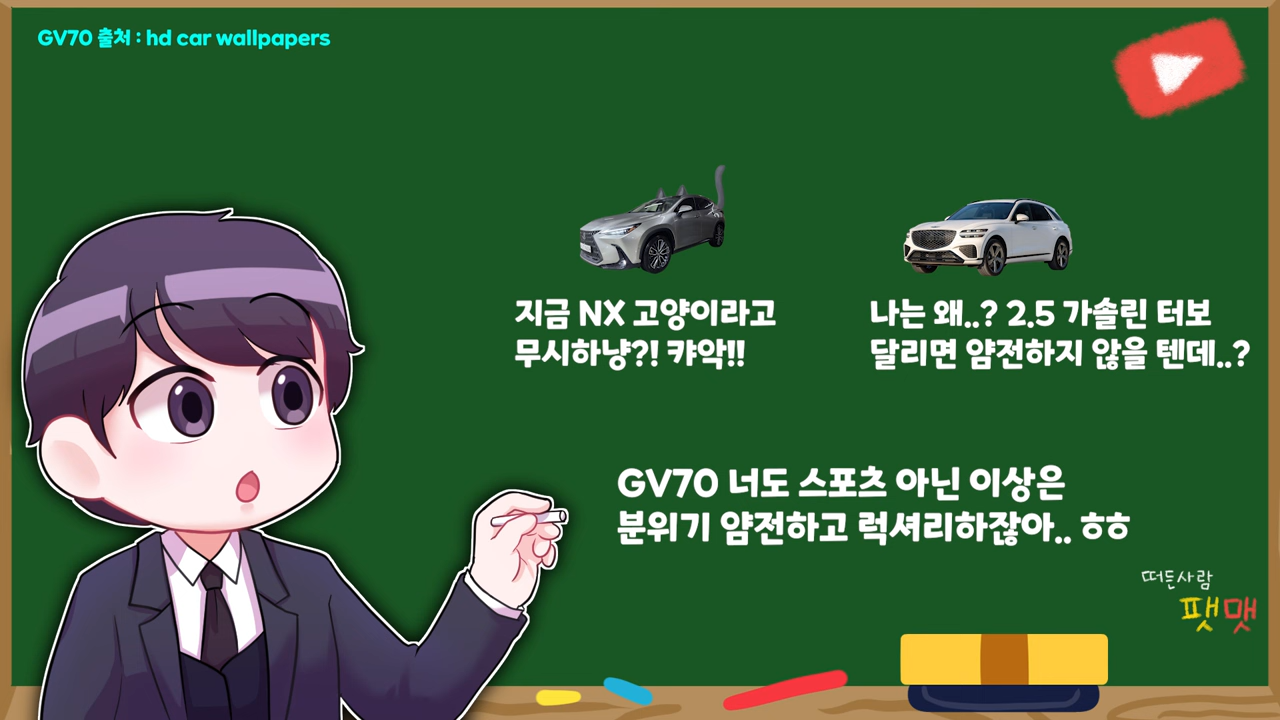 GV70 출처 : hd car wallpapers
지금 NX 고양이라고
무시하냥?! 캬악!!
나는 왜..? 2.5 가솔린 터보
달리면 얌전하지 않을 텐데..?
GV70 너도 스포츠 아닌 이상은
분위기 얌전하고 럭셔리하잖아.. ㅎㅎ
떠든사람
팻맷